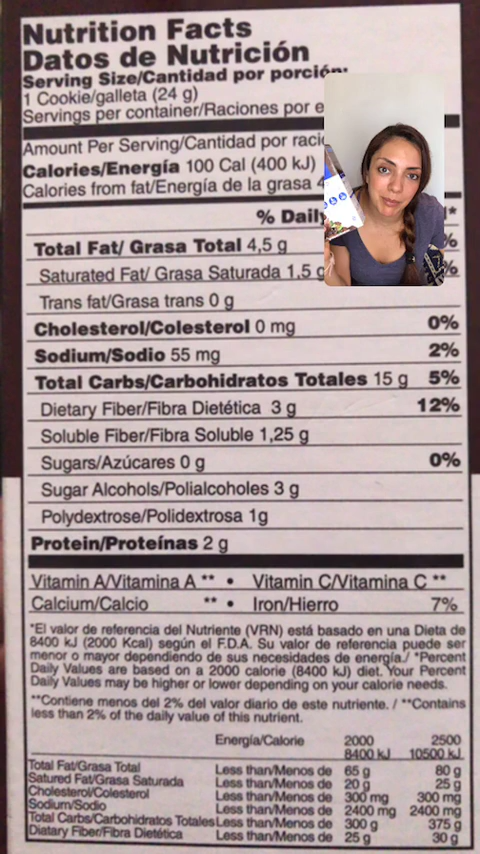 Nutrition Facts
Datos de Nutrición
Serving Size/Cantidad por porción:
1 Cookie/galleta (24 g)
Servings per container/Raciones por e
Amount Per Serving/Cantidad por raci
Calories/Energía 100 Cal (400 kJ)
Calories from fat/Energía de la grasa 4
% Daily *
Total Fat/ Grasa Total 4,5 g %
Saturated Fat/ Grasa Saturada 1,5 g %
Trans fat/Grasa trans 0 g
Cholesterol/Colesterol 0 mg 0%
Sodium/Sodio 55 mg 2%
Total Carbs/Carbohidratos Totales 15 g 5%
Dietary Fiber/Fibra Dietética 3 g 12%
Soluble Fiber/Fibra Soluble 1,25 g
Sugars/Azúcares 0 g 0%
Sugar Alcohols/Polialcoholes 3 g
Polydextrose/Polidextrosa 1g
Protein/Proteínas 2 g
Vitamin A/Vitamina A ** • Vitamin C/Vitamina C **
Calcium/Calcio ** • Iron/Hierro 7%
*El valor de referencia del Nutriente (VRN) está basado en una Dieta de
8400 kJ (2000 Kcal) según el F.D.A. Su valor de referencia puede ser
menor o mayor dependiendo de sus necesidades de energía./ *Percent
Daily Values are based on a 2000 calorie (8400 kJ) diet. Your Percent
Daily Values may be higher or lower depending on your calorie needs.
**Contiene menos del 2% del valor diario de este nutriente. / **Contains
less than 2% of the daily value of this nutrient.
Energía/Calorie 2000 2500
8400 kJ 10500 kJ
Total Fat/Grasa Total Less than/Menos de 65 g 80 g
Satured Fat/Grasa Saturada Less than/Menos de 20 g 25 g
Cholesterol/Colesterol Less than/Menos de 300 mg 300 mg
Sodium/Sodio Less than/Menos de 2400 mg 2400 mg
Total Carbs/Carbohidratos Totales Less than/Menos de 300 g 375 g
Diatary Fiber/Fibra Dietética Less than/Menos de 25 g 30 g